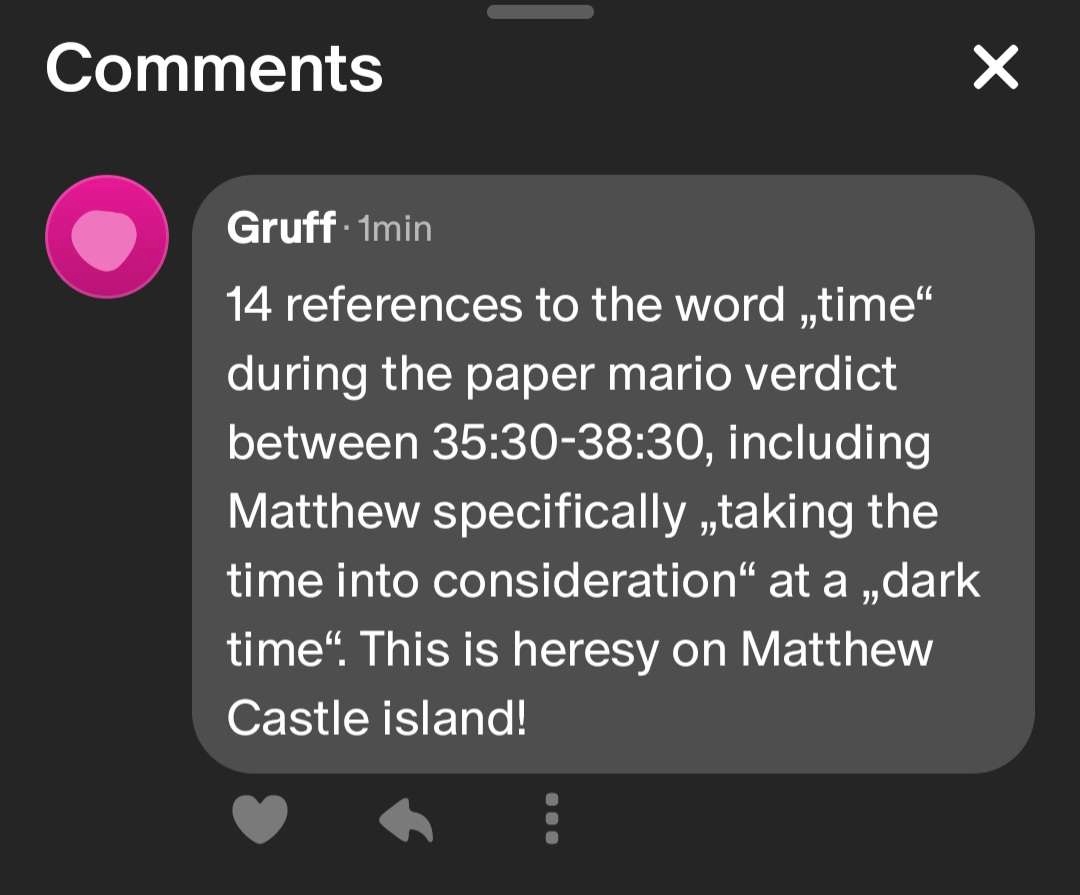 Comments
Gruff · 1min
14 references to the word „time“
during the paper mario verdict
between 35:30-38:30, including
Matthew specifically „taking the
time into consideration“ at a „dark
time“. This is heresy on Matthew
Castle island!